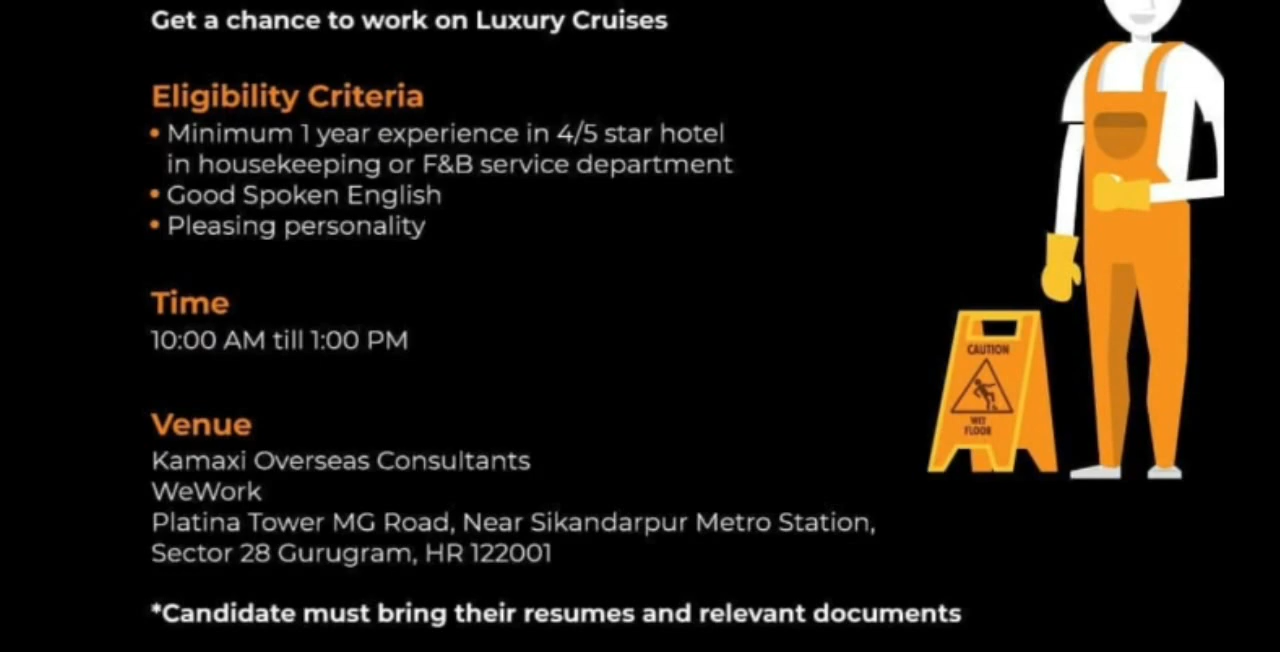 Get a chance to work on Luxury Cruises
Eligibility Criteria
• Minimum 1 year experience in 4/5 star hotel
in housekeeping or F&B service department
• Good Spoken English
• Pleasing personality
Time
10:00 AM till 1:00 PM
Venue
Kamaxi Overseas Consultants
WeWork
Platina Tower MG Road, Near Sikandarpur Metro Station,
Sector 28 Gurugram, HR 122001
*Candidate must bring their resumes and relevant documents
CAUTION
WET
FLOOR